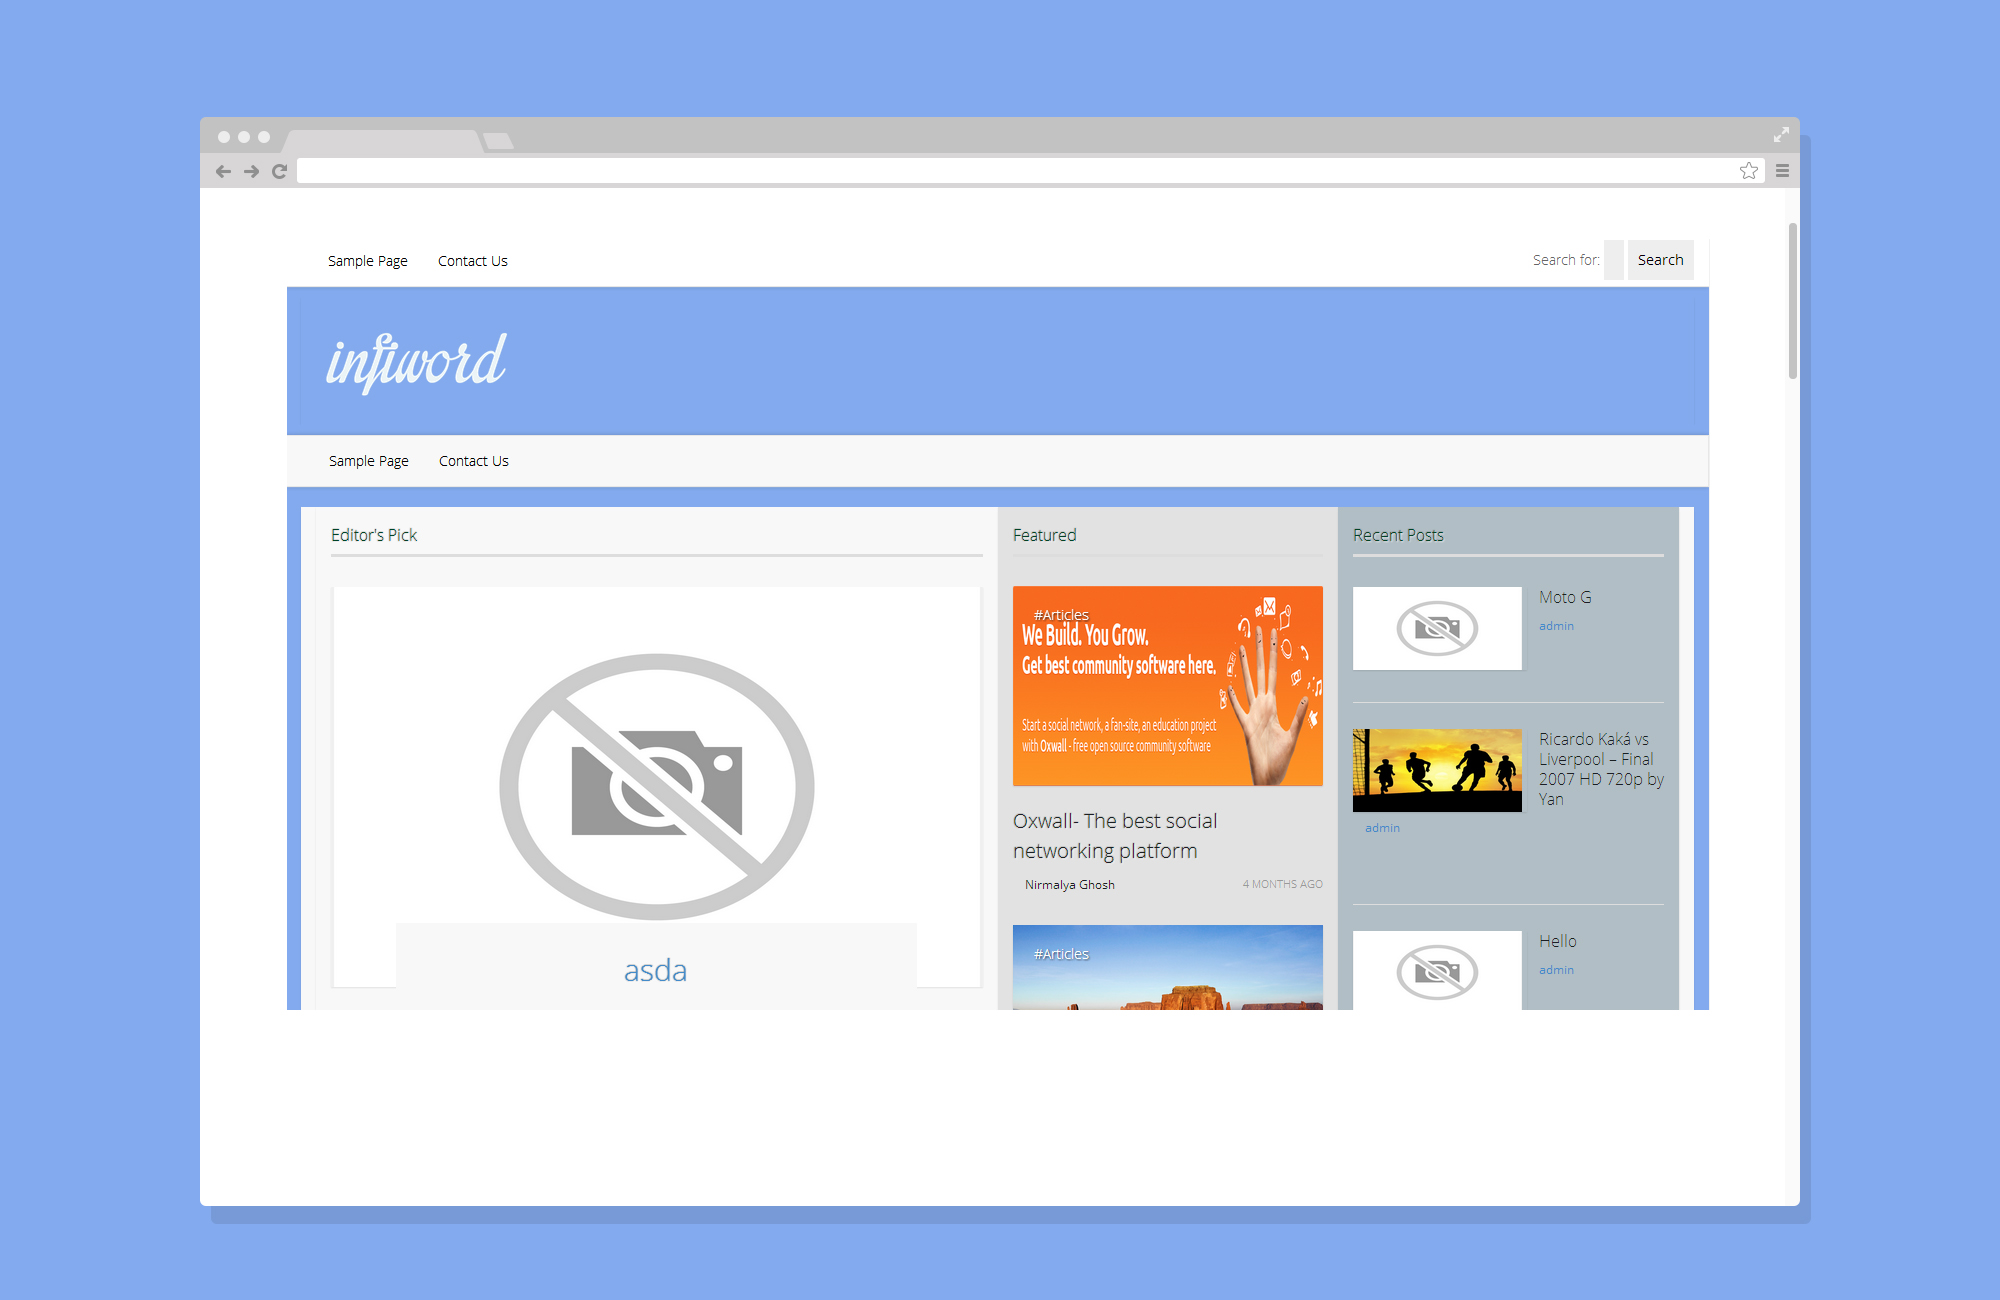 Sample Page Contact Us
Search for: Search
infiword
Sample Page Contact Us
Editor's Pick
asda
Featured
#Articles
We Build. You Grow.
Get best community software here.
Start a social network, a fan-site, an education project
with Oxwall - free open source community software
Oxwall- The best social
networking platform
Nirmalya Ghosh 4 MONTHS AGO
#Articles
Recent Posts
Moto G
admin
Ricardo Kaká vs
Liverpool – Final
2007 HD 720p by
Yan
admin
Hello
admin